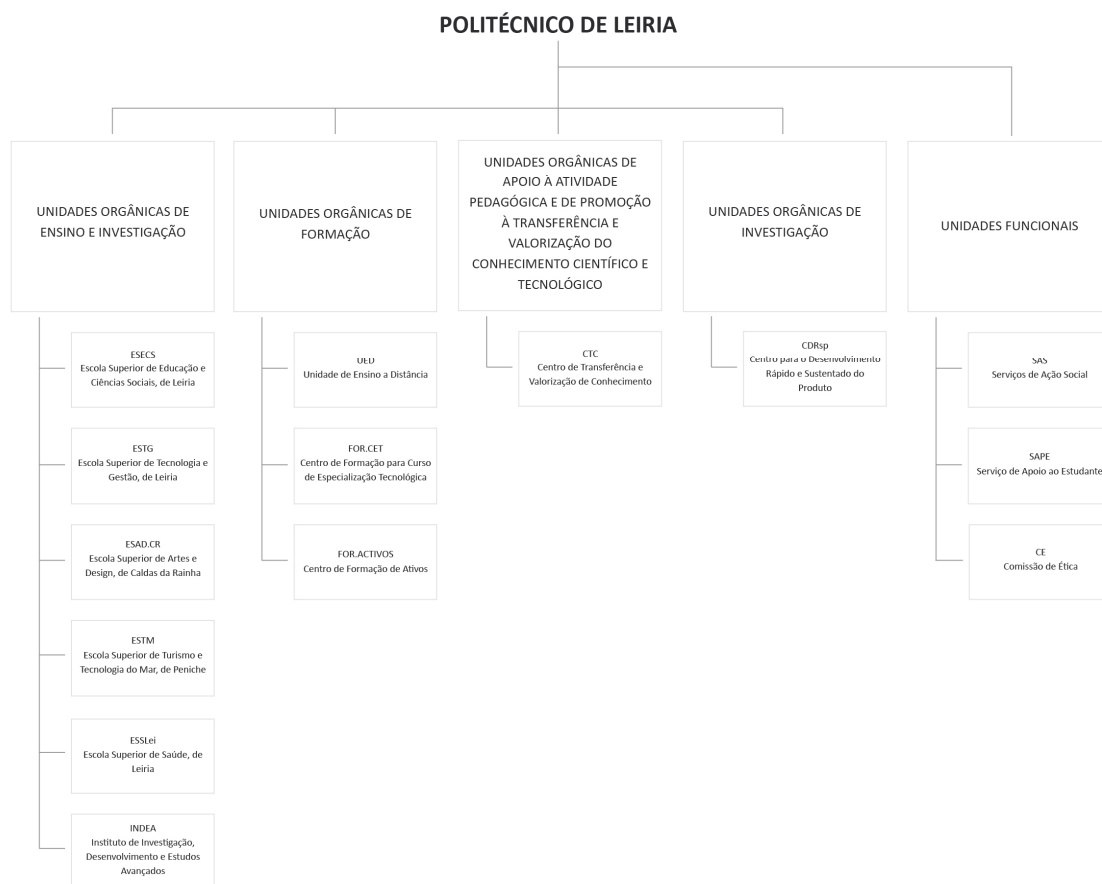 POLITÉCNICO DE LEIRIA
UNIDADES ORGÂNICAS DE
ENSINO E INVESTIGAÇÃO
ESECS
Escola Superior de Educação e
Ciências Sociais, de Leiria
ESTG
Escola Superior de Tecnologia e
Gestão, de Leiria
ESAD.CR
Escola Superior de Artes e
Design, de Caldas da Rainha
ESTM
Escola Superior de Turismo e
Tecnologia do Mar, de Peniche
ESSLei
Escola Superior de Saúde, de
Leiria
INDEA
Instituto de Investigação,
Desenvolvimento e Estudos
Avançados
UNIDADES ORGÂNICAS DE
FORMAÇÃO
UED
Unidade de Ensino a Distância
FOR.CET
Centro de Formação para Curso
de Especialização Tecnológica
FOR.ACTIVOS
Centro de Formação de Ativos
UNIDADES ORGÂNICAS DE
APOIO À ATIVIDADE
PEDAGÓGICA E DE PROMOÇÃO
À TRANSFERÊNCIA E
VALORIZAÇÃO DO
CONHECIMENTO CIENTÍFICO E
TECNOLÓGICO
CTC
Centro de Transferência e
Valorização de Conhecimento
UNIDADES ORGÂNICAS DE
INVESTIGAÇÃO
CDRsp
Centro para o Desenvolvimento
Rápido e Sustentado do
Produto
UNIDADES FUNCIONAIS
SAS
Serviços de Ação Social
SAPE
Serviço de Apoio ao Estudante
CE
Comissão de Ética